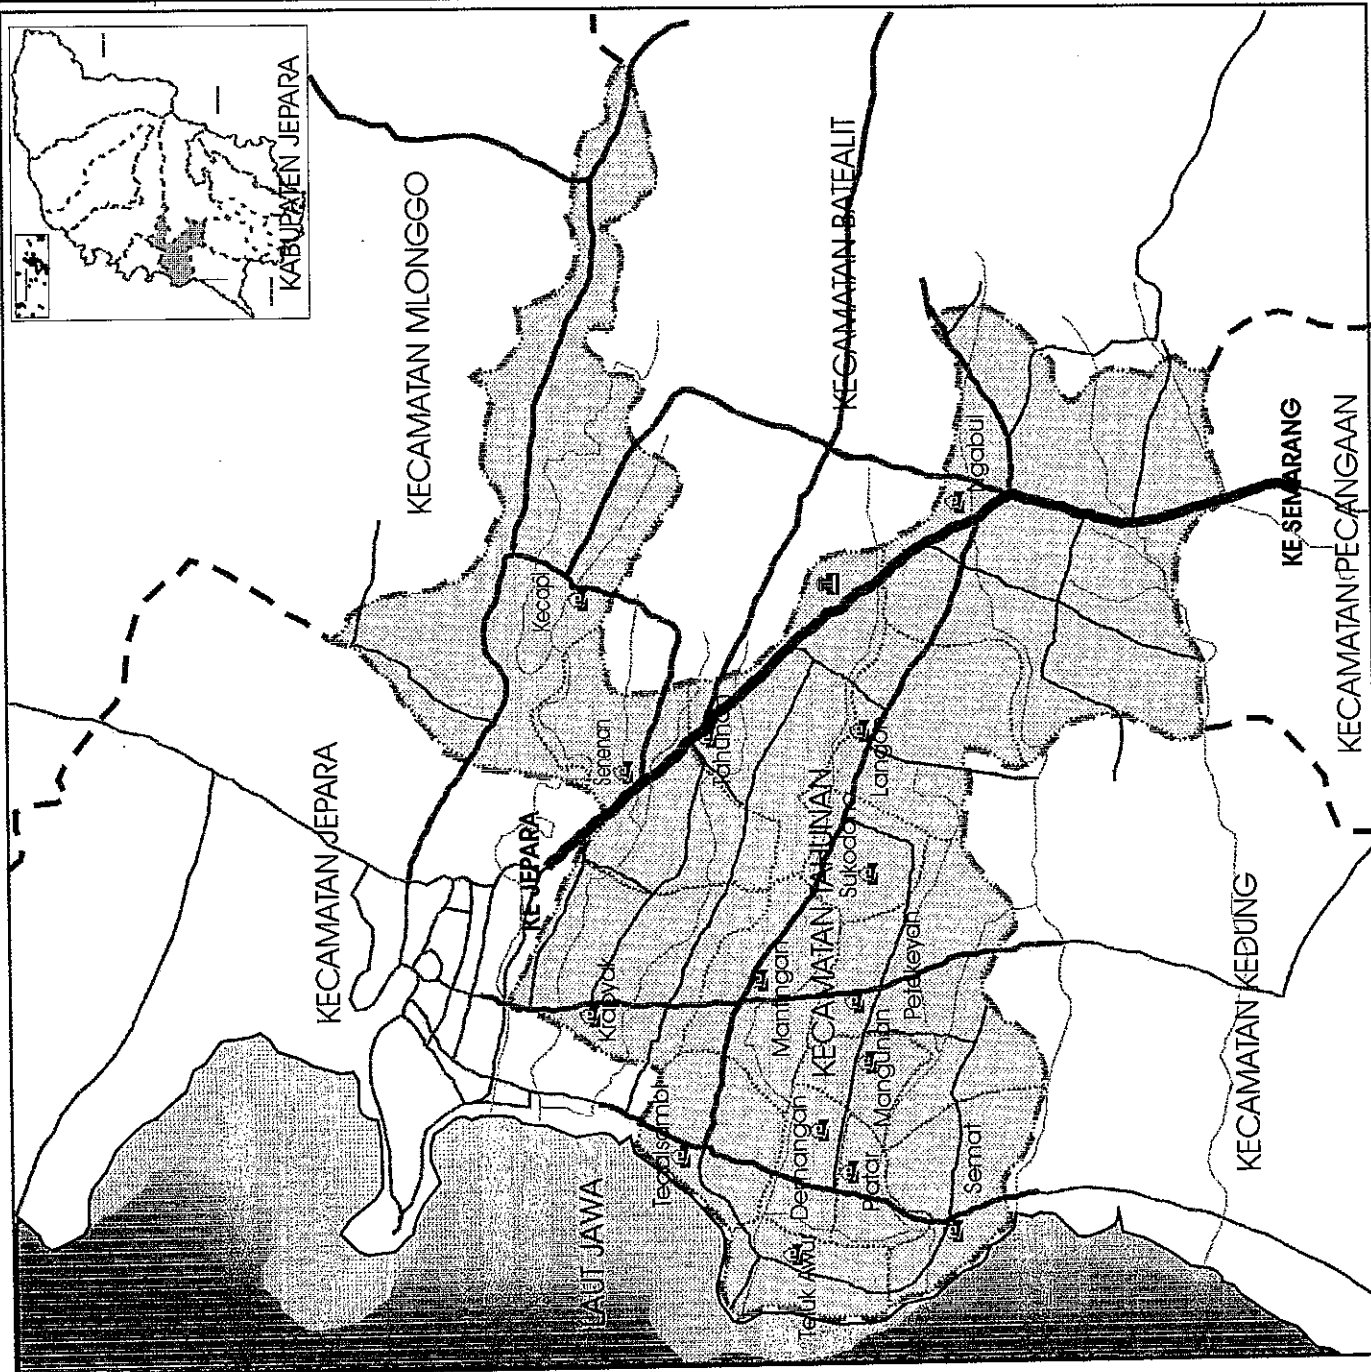 KABUPATEN JEPARA
KECAMATAN MLONGGO
KECAMATAN BATEALIT
KECAMATAN JEPARA
KE JEPARA
Kecapi
Senenan
Tahunan
Ngabul
KE SEMARANG
KECAMATAN PECANGAAN
Langon
Sukodono
KECAMATAN TAHUNAN
Krapyak
Mantingan
Petekeyan
Mangunan
Demangan
Platar
Semat
Tegalsambi
Teluk Awur
LAUT JAWA
KECAMATAN KEDUNG